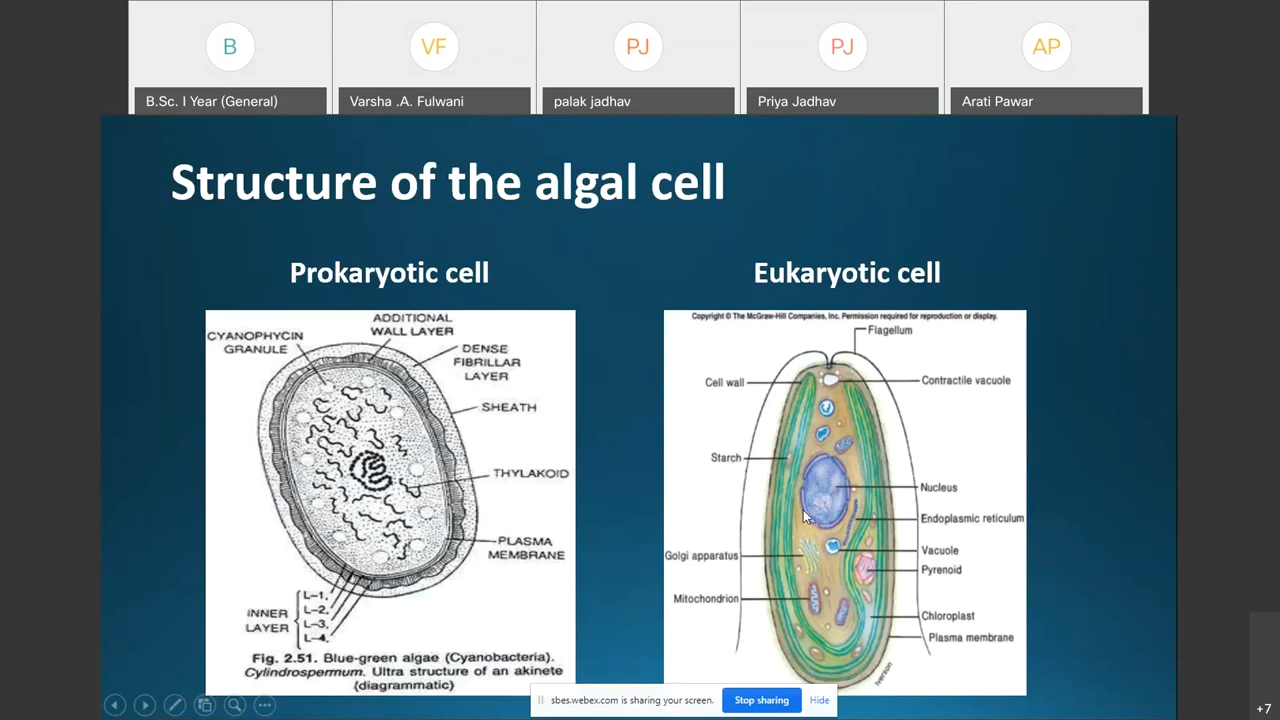 B
VF
PJ
PJ
AP
B.Sc. I Year (General)
Varsha .A. Fulwani
palak jadhav
Priya Jadhav
Arati Pawar
Structure of the algal cell
Prokaryotic cell
CYANOPHYCIN
GRANULE
ADDITIONAL
WALL LAYER
DENSE
FIBRILLAR
LAYER
SHEATH
THYLAKOID
PLASMA
MEMBRANE
INNER
LAYER
L-1,
L-2,
L-3,
L-4,
Fig. 2.51. Blue-green algae (Cyanobacteria).
Cylindrospermum. Ultra structure of an akinete
(diagrammatic)
Eukaryotic cell
Copyright © The McGraw-Hill Companies, Inc. Permission required for reproduction or display.
Flagellum
Cell wall
Contractile vacuole
Starch
Nucleus
Endoplasmic reticulum
Golgi apparatus
Vacuole
Pyrenoid
Mitochondrion
Chloroplast
Plasma membrane
Iverson
sbes.webex.com is sharing your screen.
Stop sharing
Hide
+7